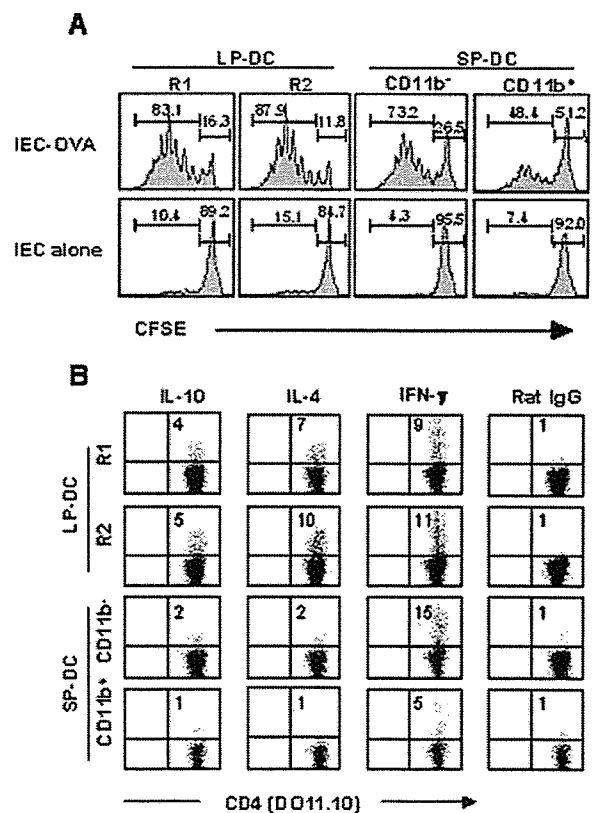 A
LP-DC SP-DC
R1 R2 CD11b- CD11b+
IEC-OVA
83.1 16.3 87.9 11.8 73.2 26.5 48.4 51.2
IEC alone
10.4 89.2 15.1 84.7 4.3 95.5 7.4 92.0
CFSE
B
IL-10 IL-4 IFN-γ Rat IgG
LP-DC
R1
4 7 9 1
R2
5 10 11 1
SP-DC
CD11b-
2 2 15 1
CD11b+
1 1 5 1
CD4 (DO11.10)